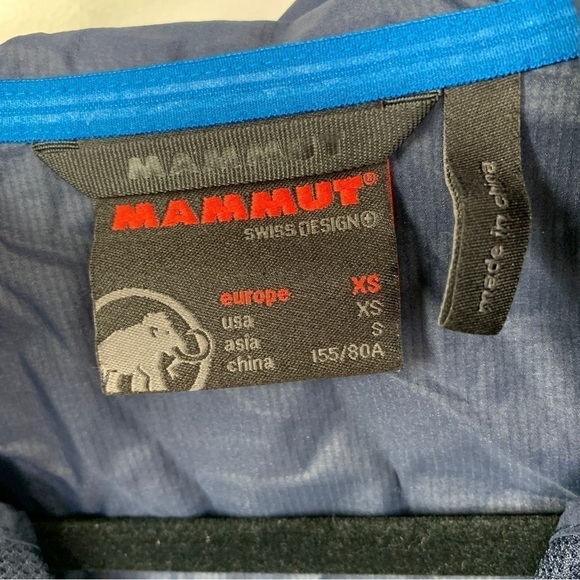 MAMMUT
MAMMUT®
SWISS DESIGN
europe XS
usa XS
asia S
china 155/80A
made in china